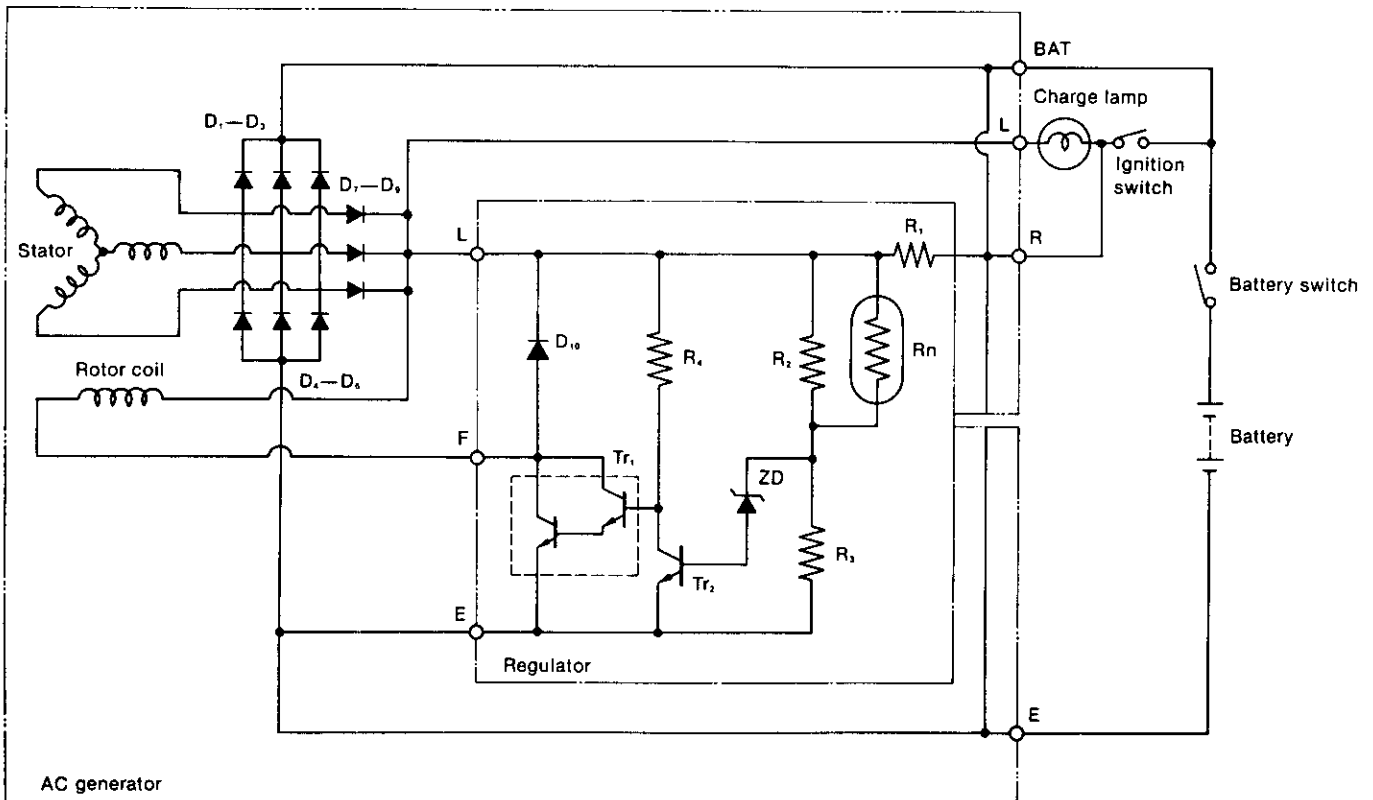 BAT
Charge lamp
L
D₁—D₃
Ignition
switch
D₇—D₉
L
R₁
R
Stator
Battery switch
D₁₀
R₄
R₂
Rn
Rotor coil
D₄—D₆
F
Tr₁
ZD
Battery
R₃
Tr₂
E
Regulator
E
AC generator